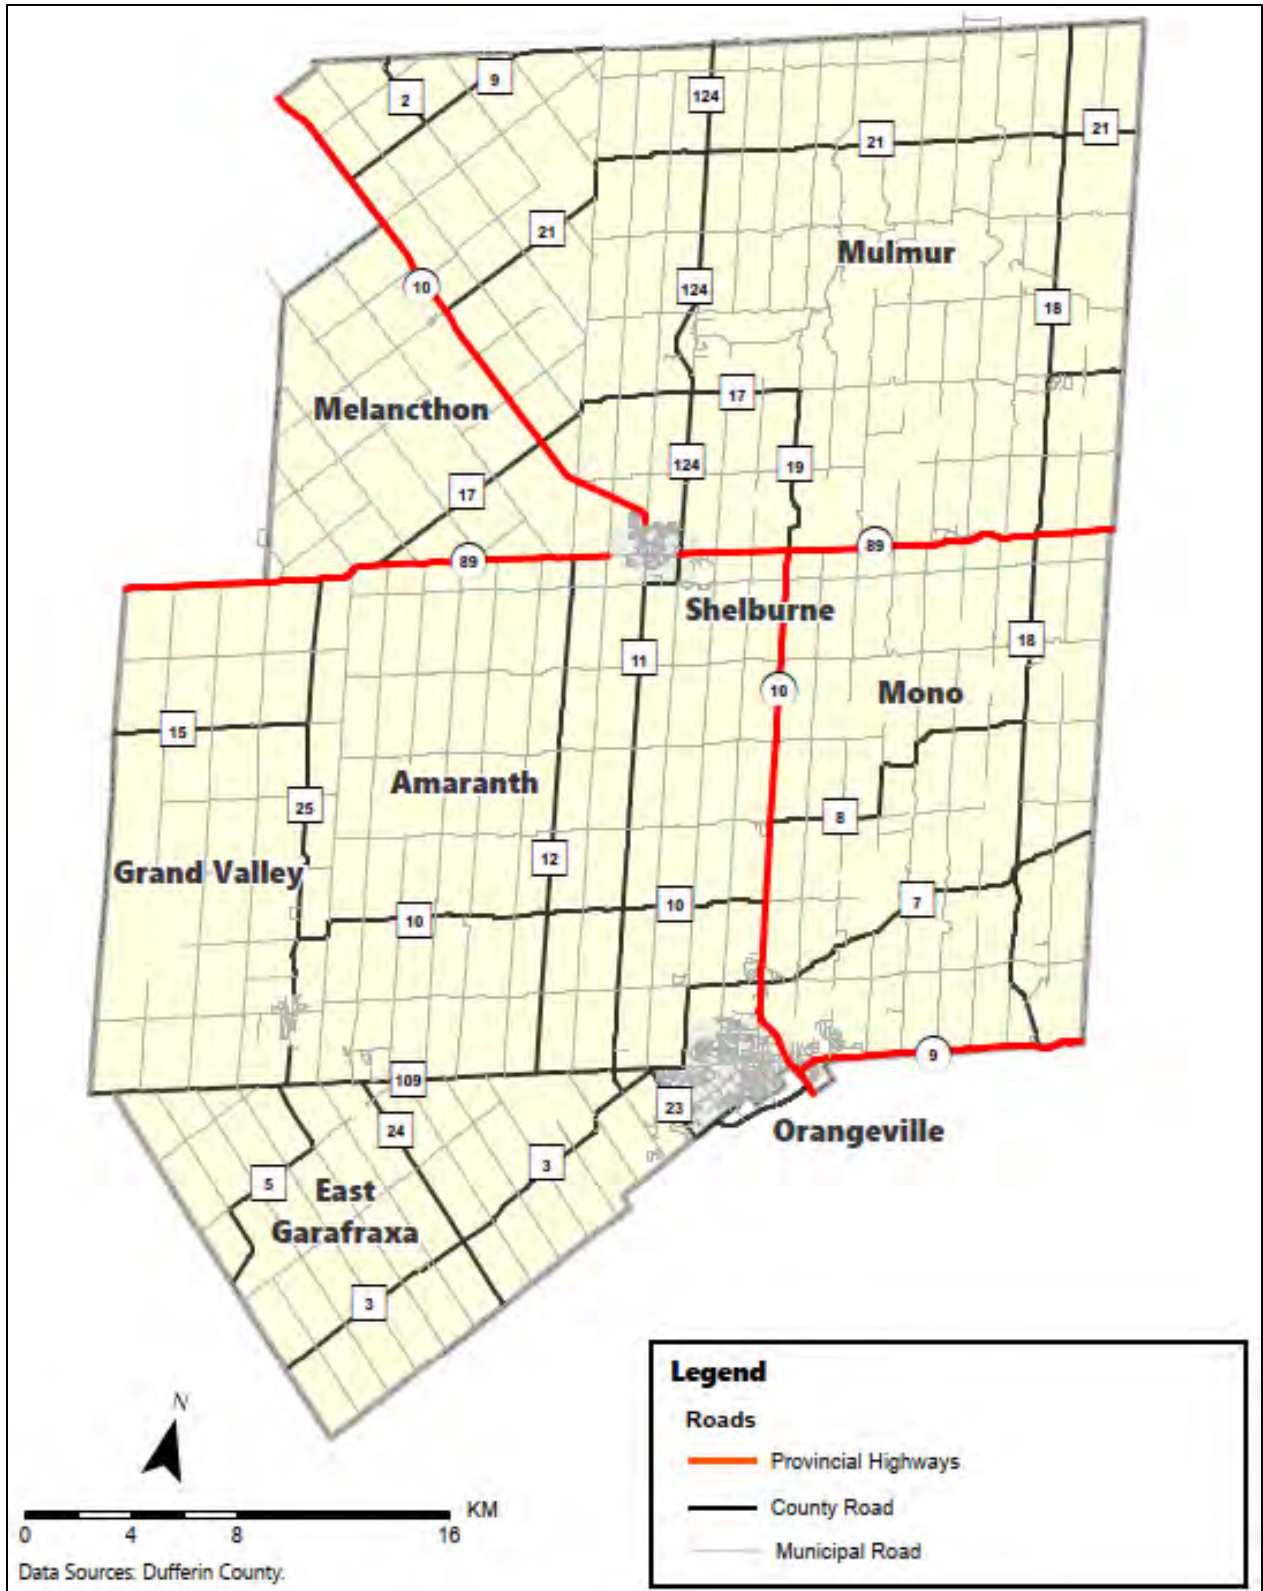 9
2
124
21
21
21
Mulmur
10
124
18
17
Melancthon
124
19
17
89
89
Shelburne
18
11
10
Mono
15
Amaranth
25
8
12
Grand Valley
7
10
10
9
109
23
24
Orangeville
3
5
East
Garafraxa
3
Legend
Roads
Provincial Highways
County Road
Municipal Road
N
KM
0 4 8 16
Data Sources: Dufferin County.